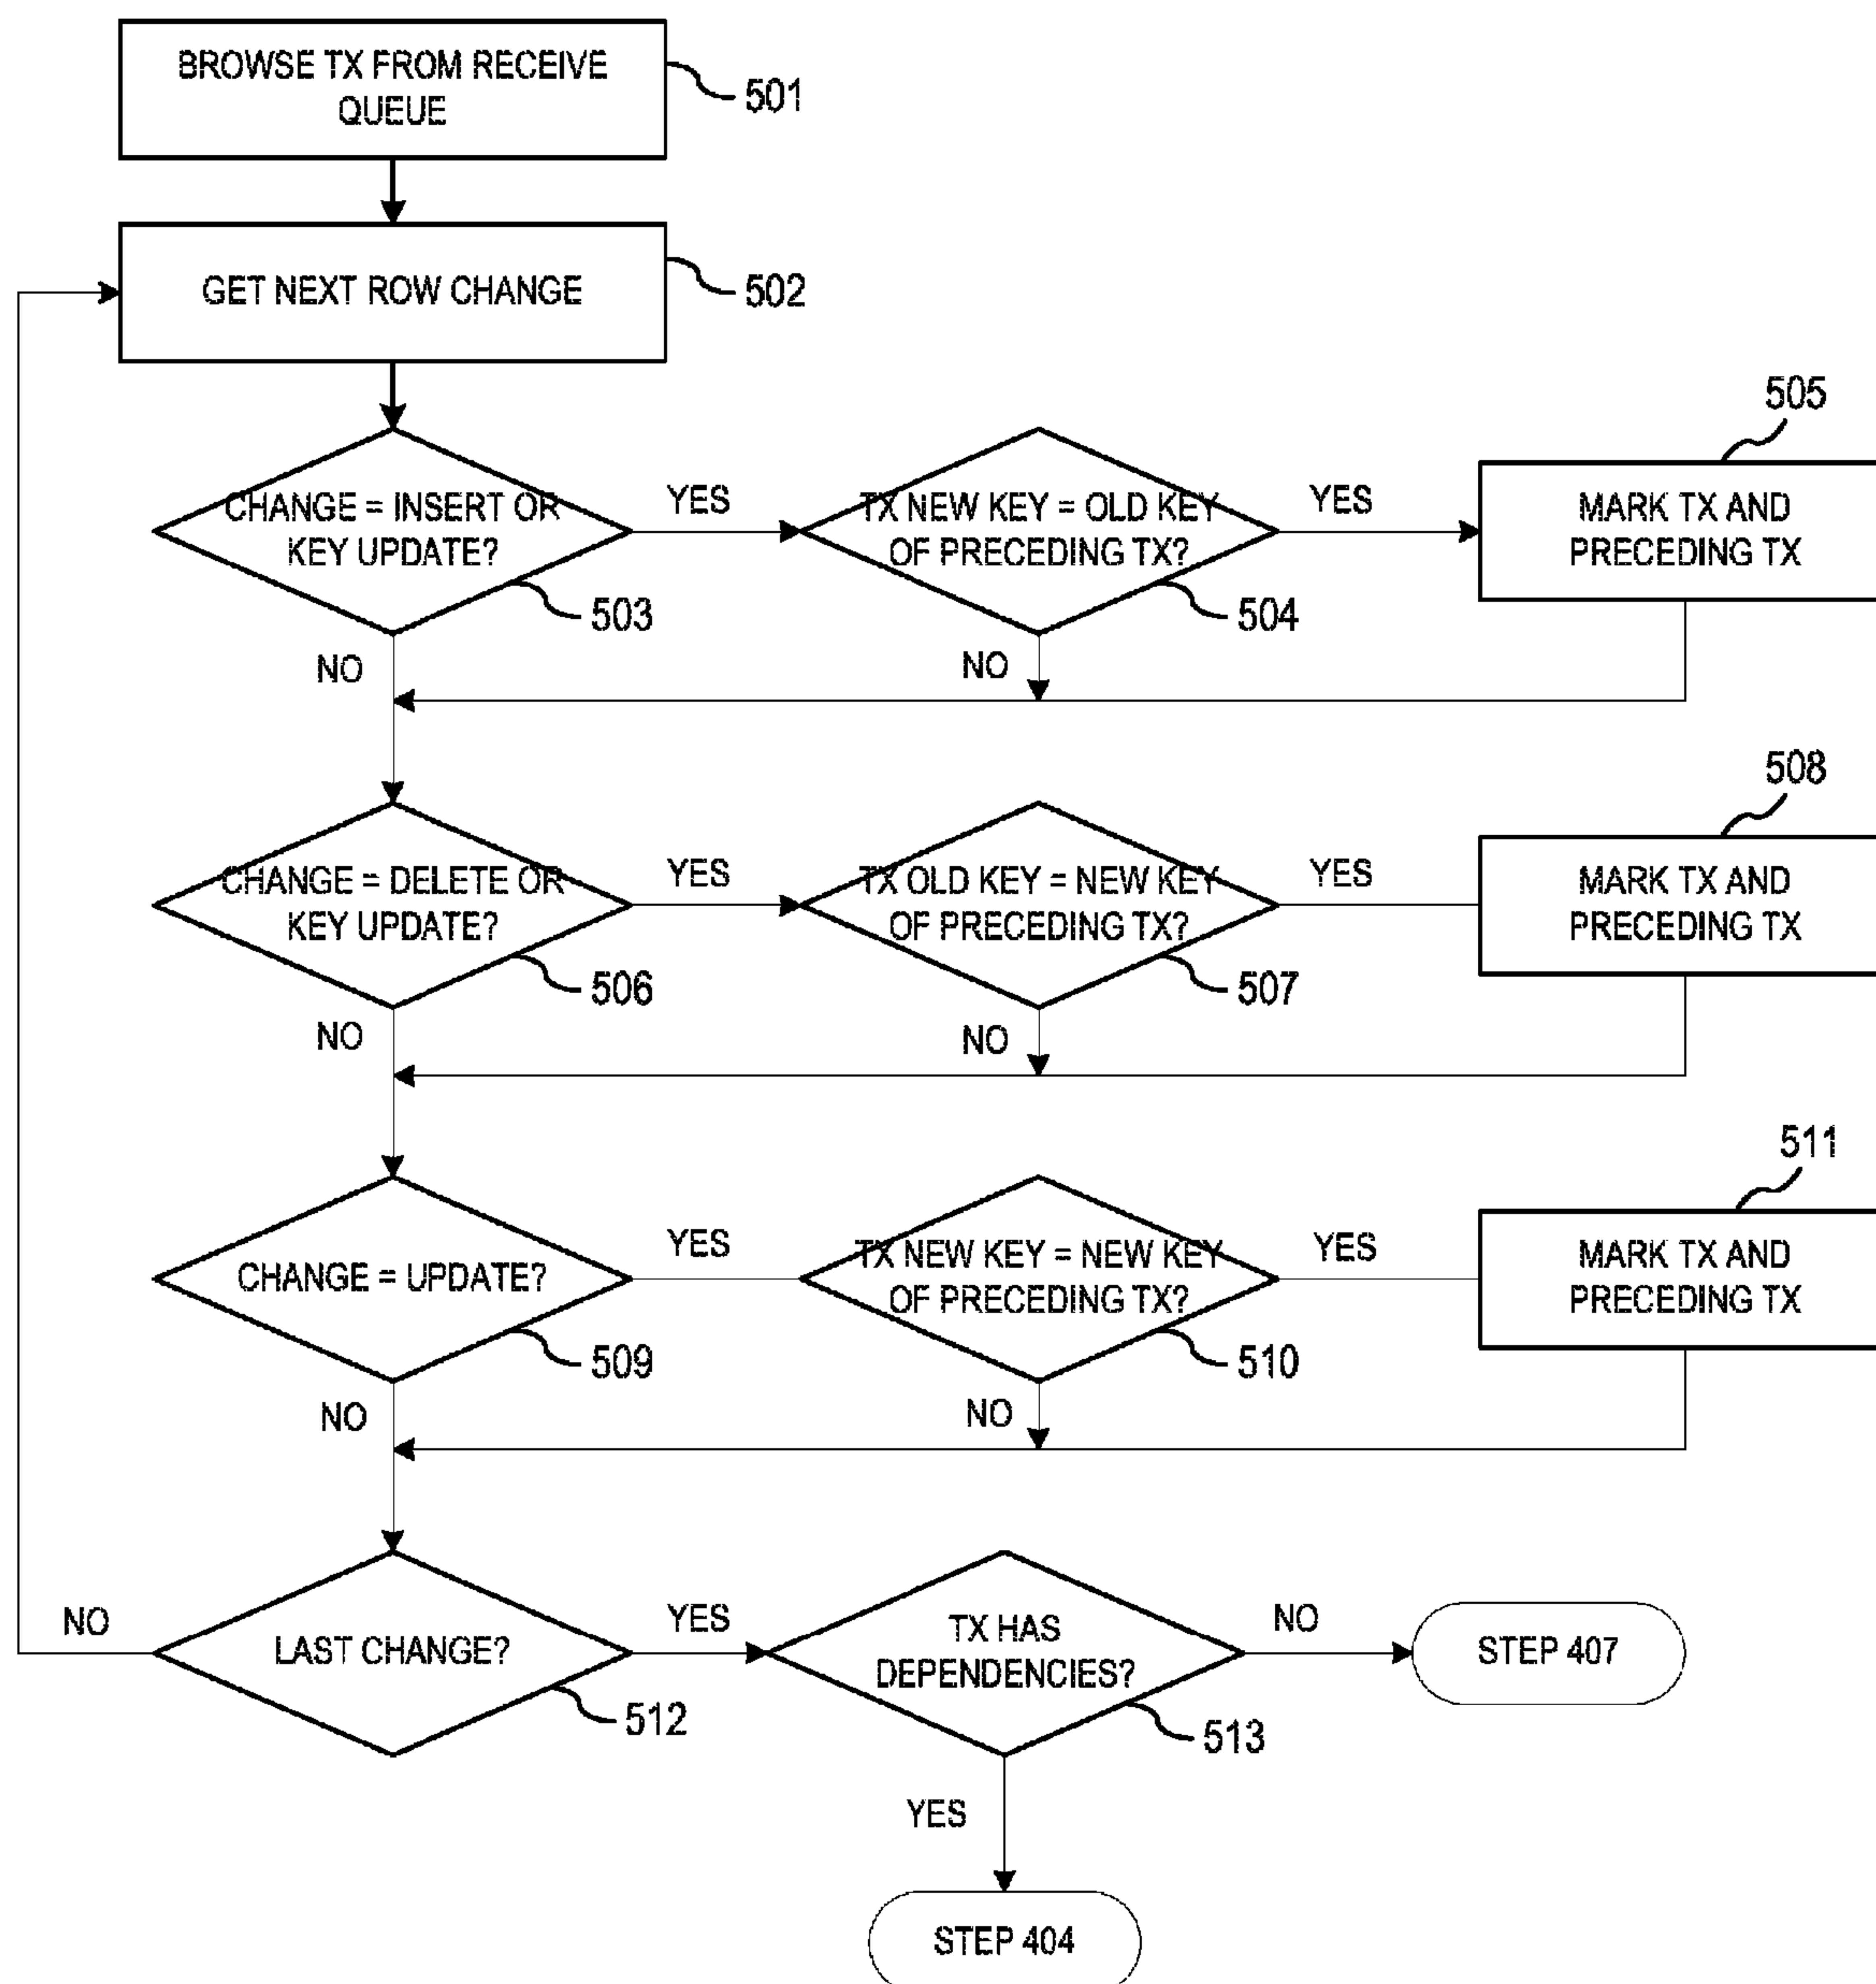 BROWSE TX FROM RECEIVE
QUEUE
501
GET NEXT ROW CHANGE
502
505
CHANGE = INSERT OR
KEY UPDATE?
YES
TX NEW KEY = OLD KEY
OF PRECEDING TX?
YES
MARK TX AND
PRECEDING TX
503
504
NO
NO
508
CHANGE = DELETE OR
KEY UPDATE?
YES
TX OLD KEY = NEW KEY
OF PRECEDING TX?
YES
MARK TX AND
PRECEDING TX
506
507
NO
NO
511
CHANGE = UPDATE?
YES
TX NEW KEY = NEW KEY
OF PRECEDING TX?
YES
MARK TX AND
PRECEDING TX
509
510
NO
NO
NO
LAST CHANGE?
YES
TX HAS
DEPENDENCIES?
NO
STEP 407
512
513
YES
STEP 404